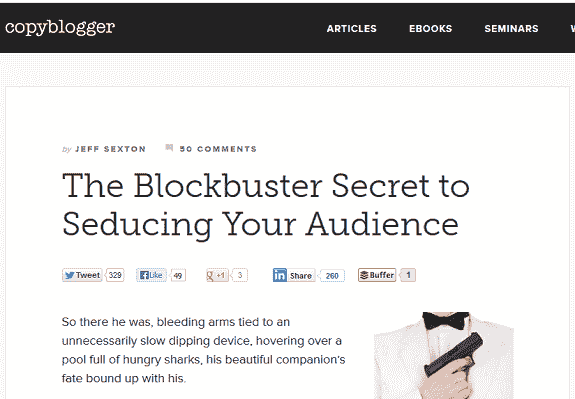 copyblogger
ARTICLES EBOOKS SEMINARS
by JEFF SEXTON 50 COMMENTS
The Blockbuster Secret to
Seducing Your Audience
Tweet 329 Like 49 +1 3 in Share 260 Buffer 1
So there he was, bleeding arms tied to an
unnecessarily slow dipping device, hovering over a
pool full of hungry sharks, his beautiful companion's
fate bound up with his.